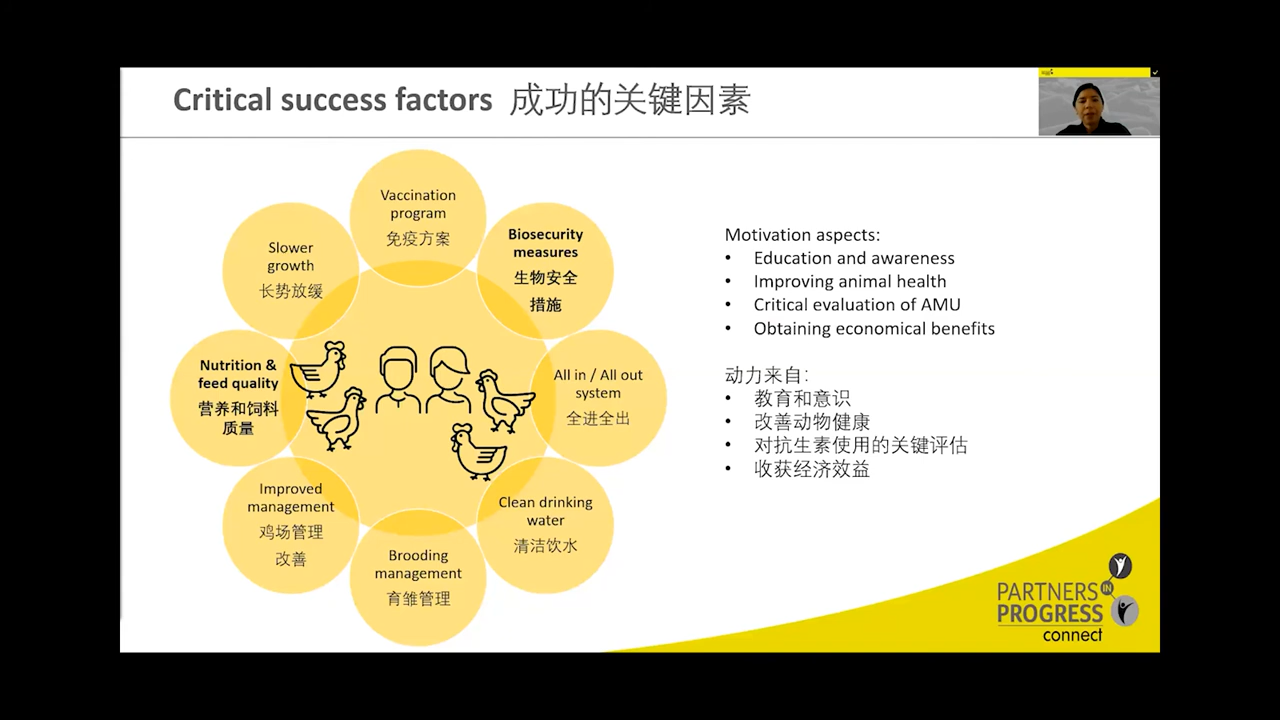 Critical success factors 成功的关键因素
Vaccination
program
免疫方案
Biosecurity
measures
生物安全
措施
All in / All out
system
全进全出
Clean drinking
water
清洁饮水
Brooding
management
育雏管理
Improved
management
鸡场管理
改善
Nutrition &
feed quality
营养和饲料
质量
Slower
growth
长势放缓
Motivation aspects:
• Education and awareness
• Improving animal health
• Critical evaluation of AMU
• Obtaining economical benefits
动力来自:
• 教育和意识
• 改善动物健康
• 对抗生素使用的关键评估
• 收获经济效益
PARTNERS IN
PROGRESS
connect